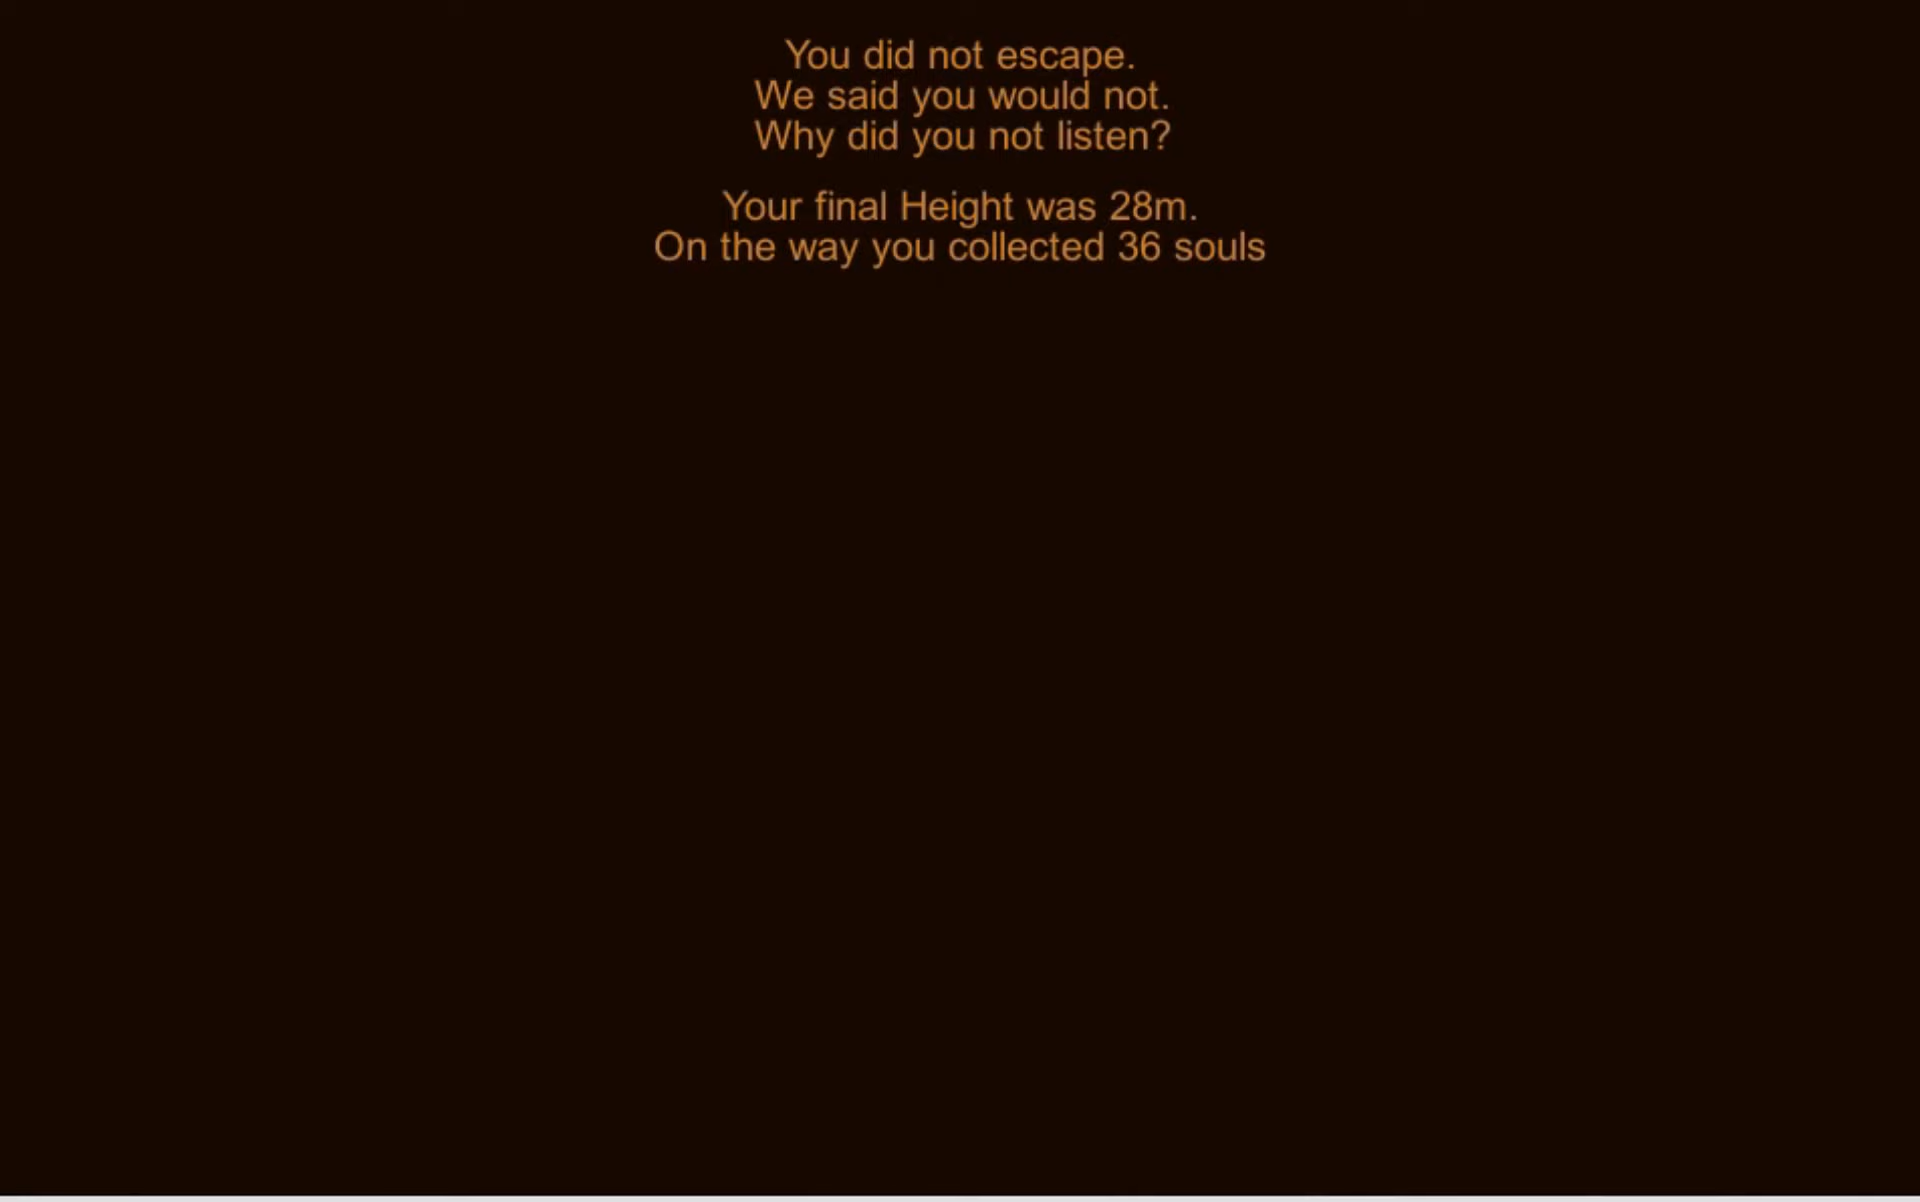 You did not escape.
We said you would not.
Why did you not listen?
Your final Height was 28m.
On the way you collected 36 souls